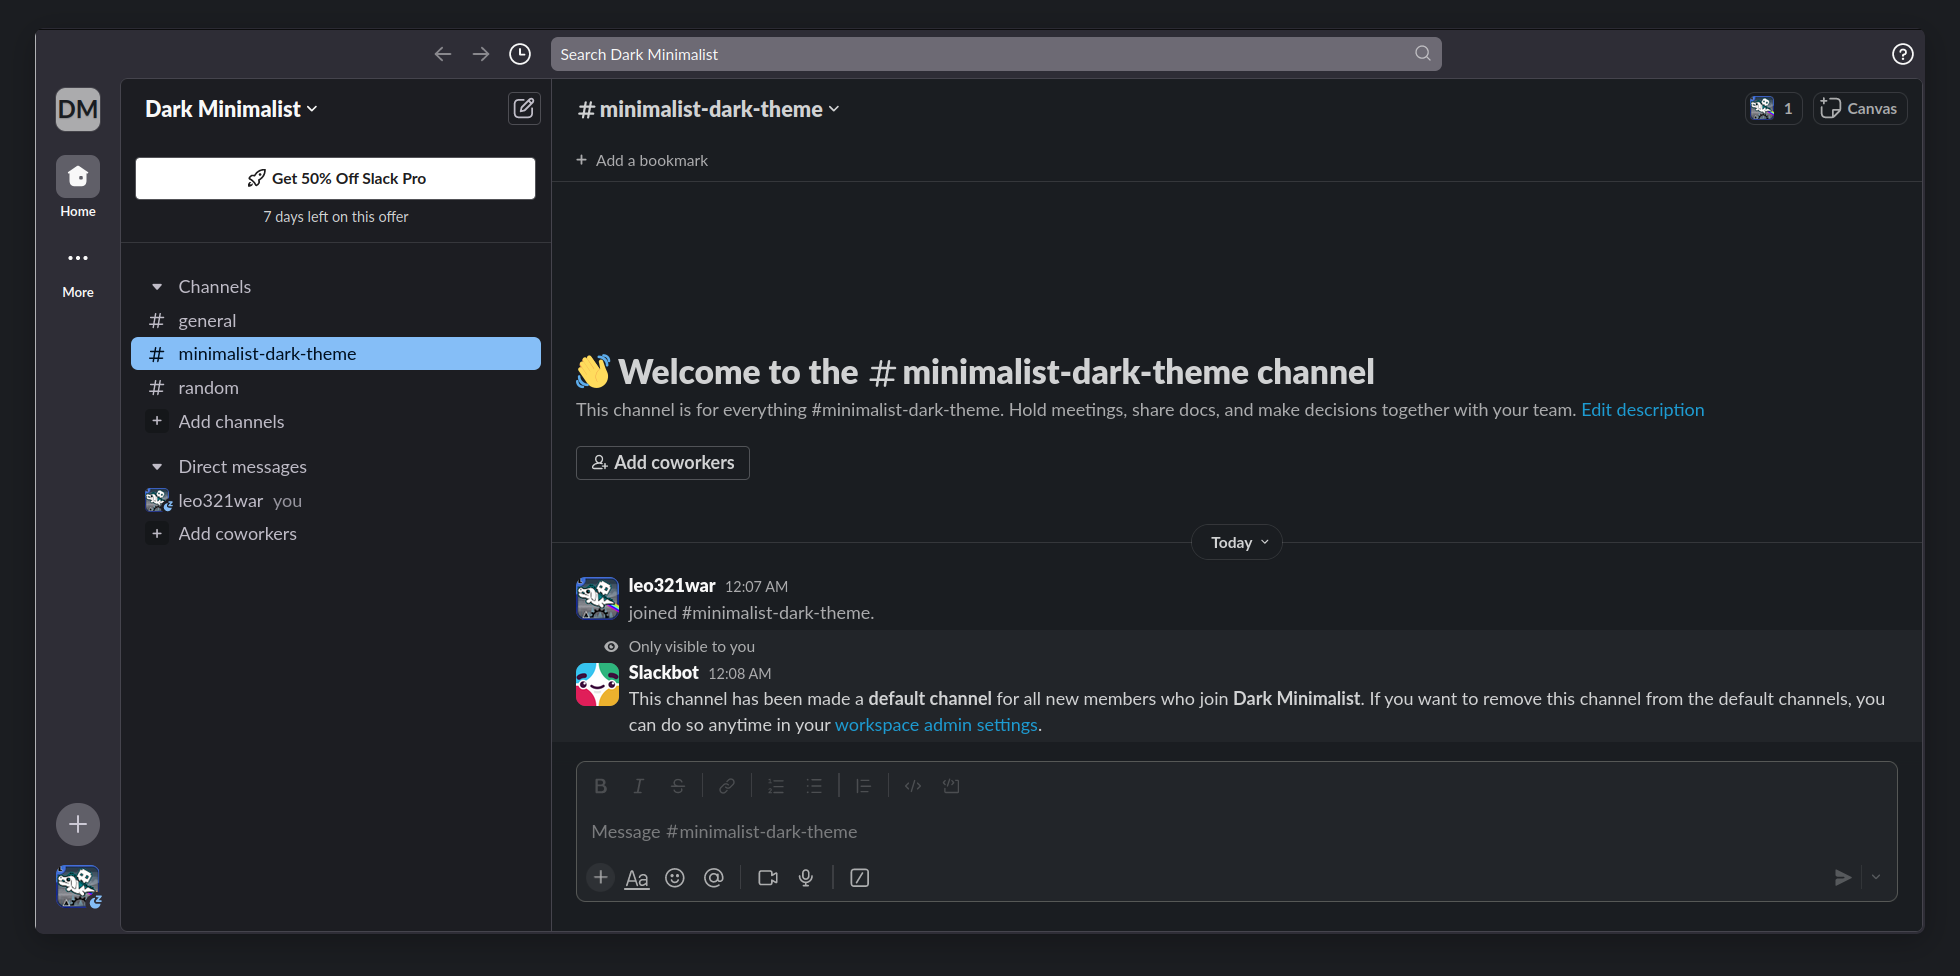 Search Dark Minimalist
DM
Home
More
Dark Minimalist
Get 50% Off Slack Pro
7 days left on this offer
Channels
# general
# minimalist-dark-theme
# random
+ Add channels
Direct messages
leo321war you
+ Add coworkers
# minimalist-dark-theme
1
Canvas
+ Add a bookmark
👋 Welcome to the # minimalist-dark-theme channel
This channel is for everything #minimalist-dark-theme. Hold meetings, share docs, and make decisions together with your team. Edit description
Add coworkers
Today
leo321war 12:07 AM
joined #minimalist-dark-theme.
Only visible to you
Slackbot 12:08 AM
This channel has been made a default channel for all new members who join Dark Minimalist. If you want to remove this channel from the default channels, you
can do so anytime in your workspace admin settings.
B I S
Message #minimalist-dark-theme
+ Aa @